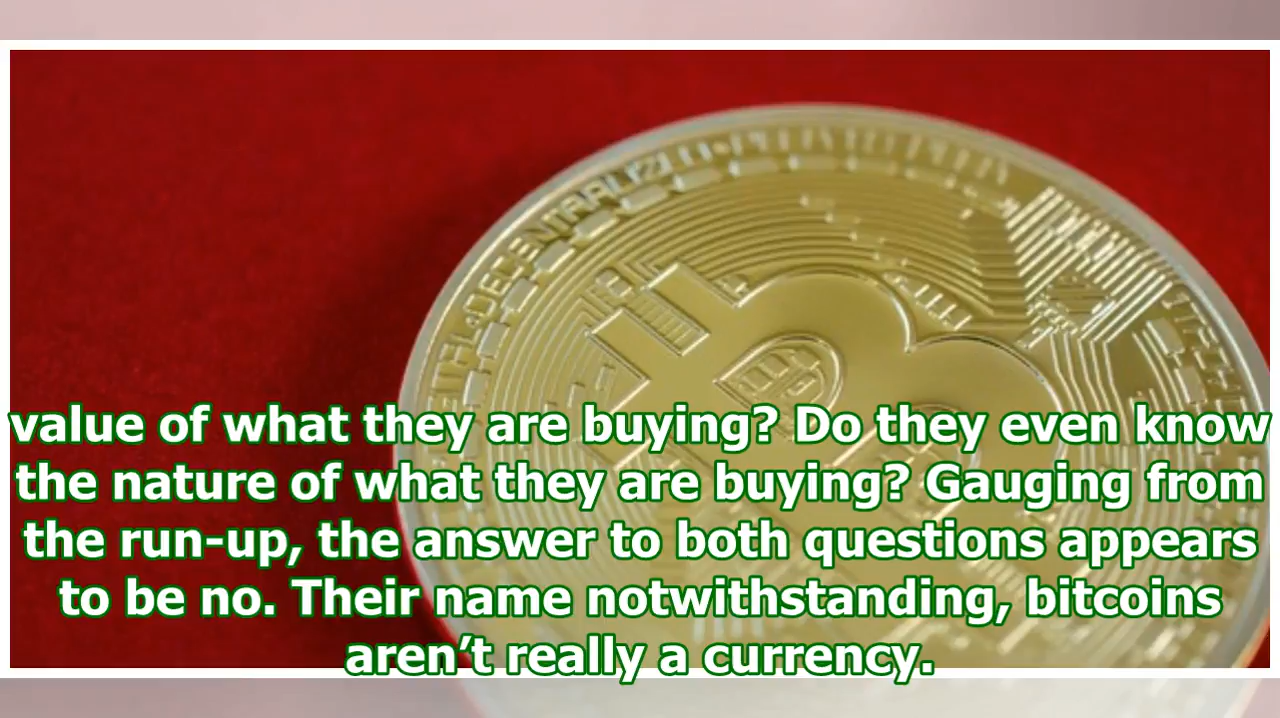 DECENTRALIZ
value of what they are buying? Do they even know
the nature of what they are buying? Gauging from
the run-up, the answer to both questions appears
to be no. Their name notwithstanding, bitcoins
aren’t really a currency.